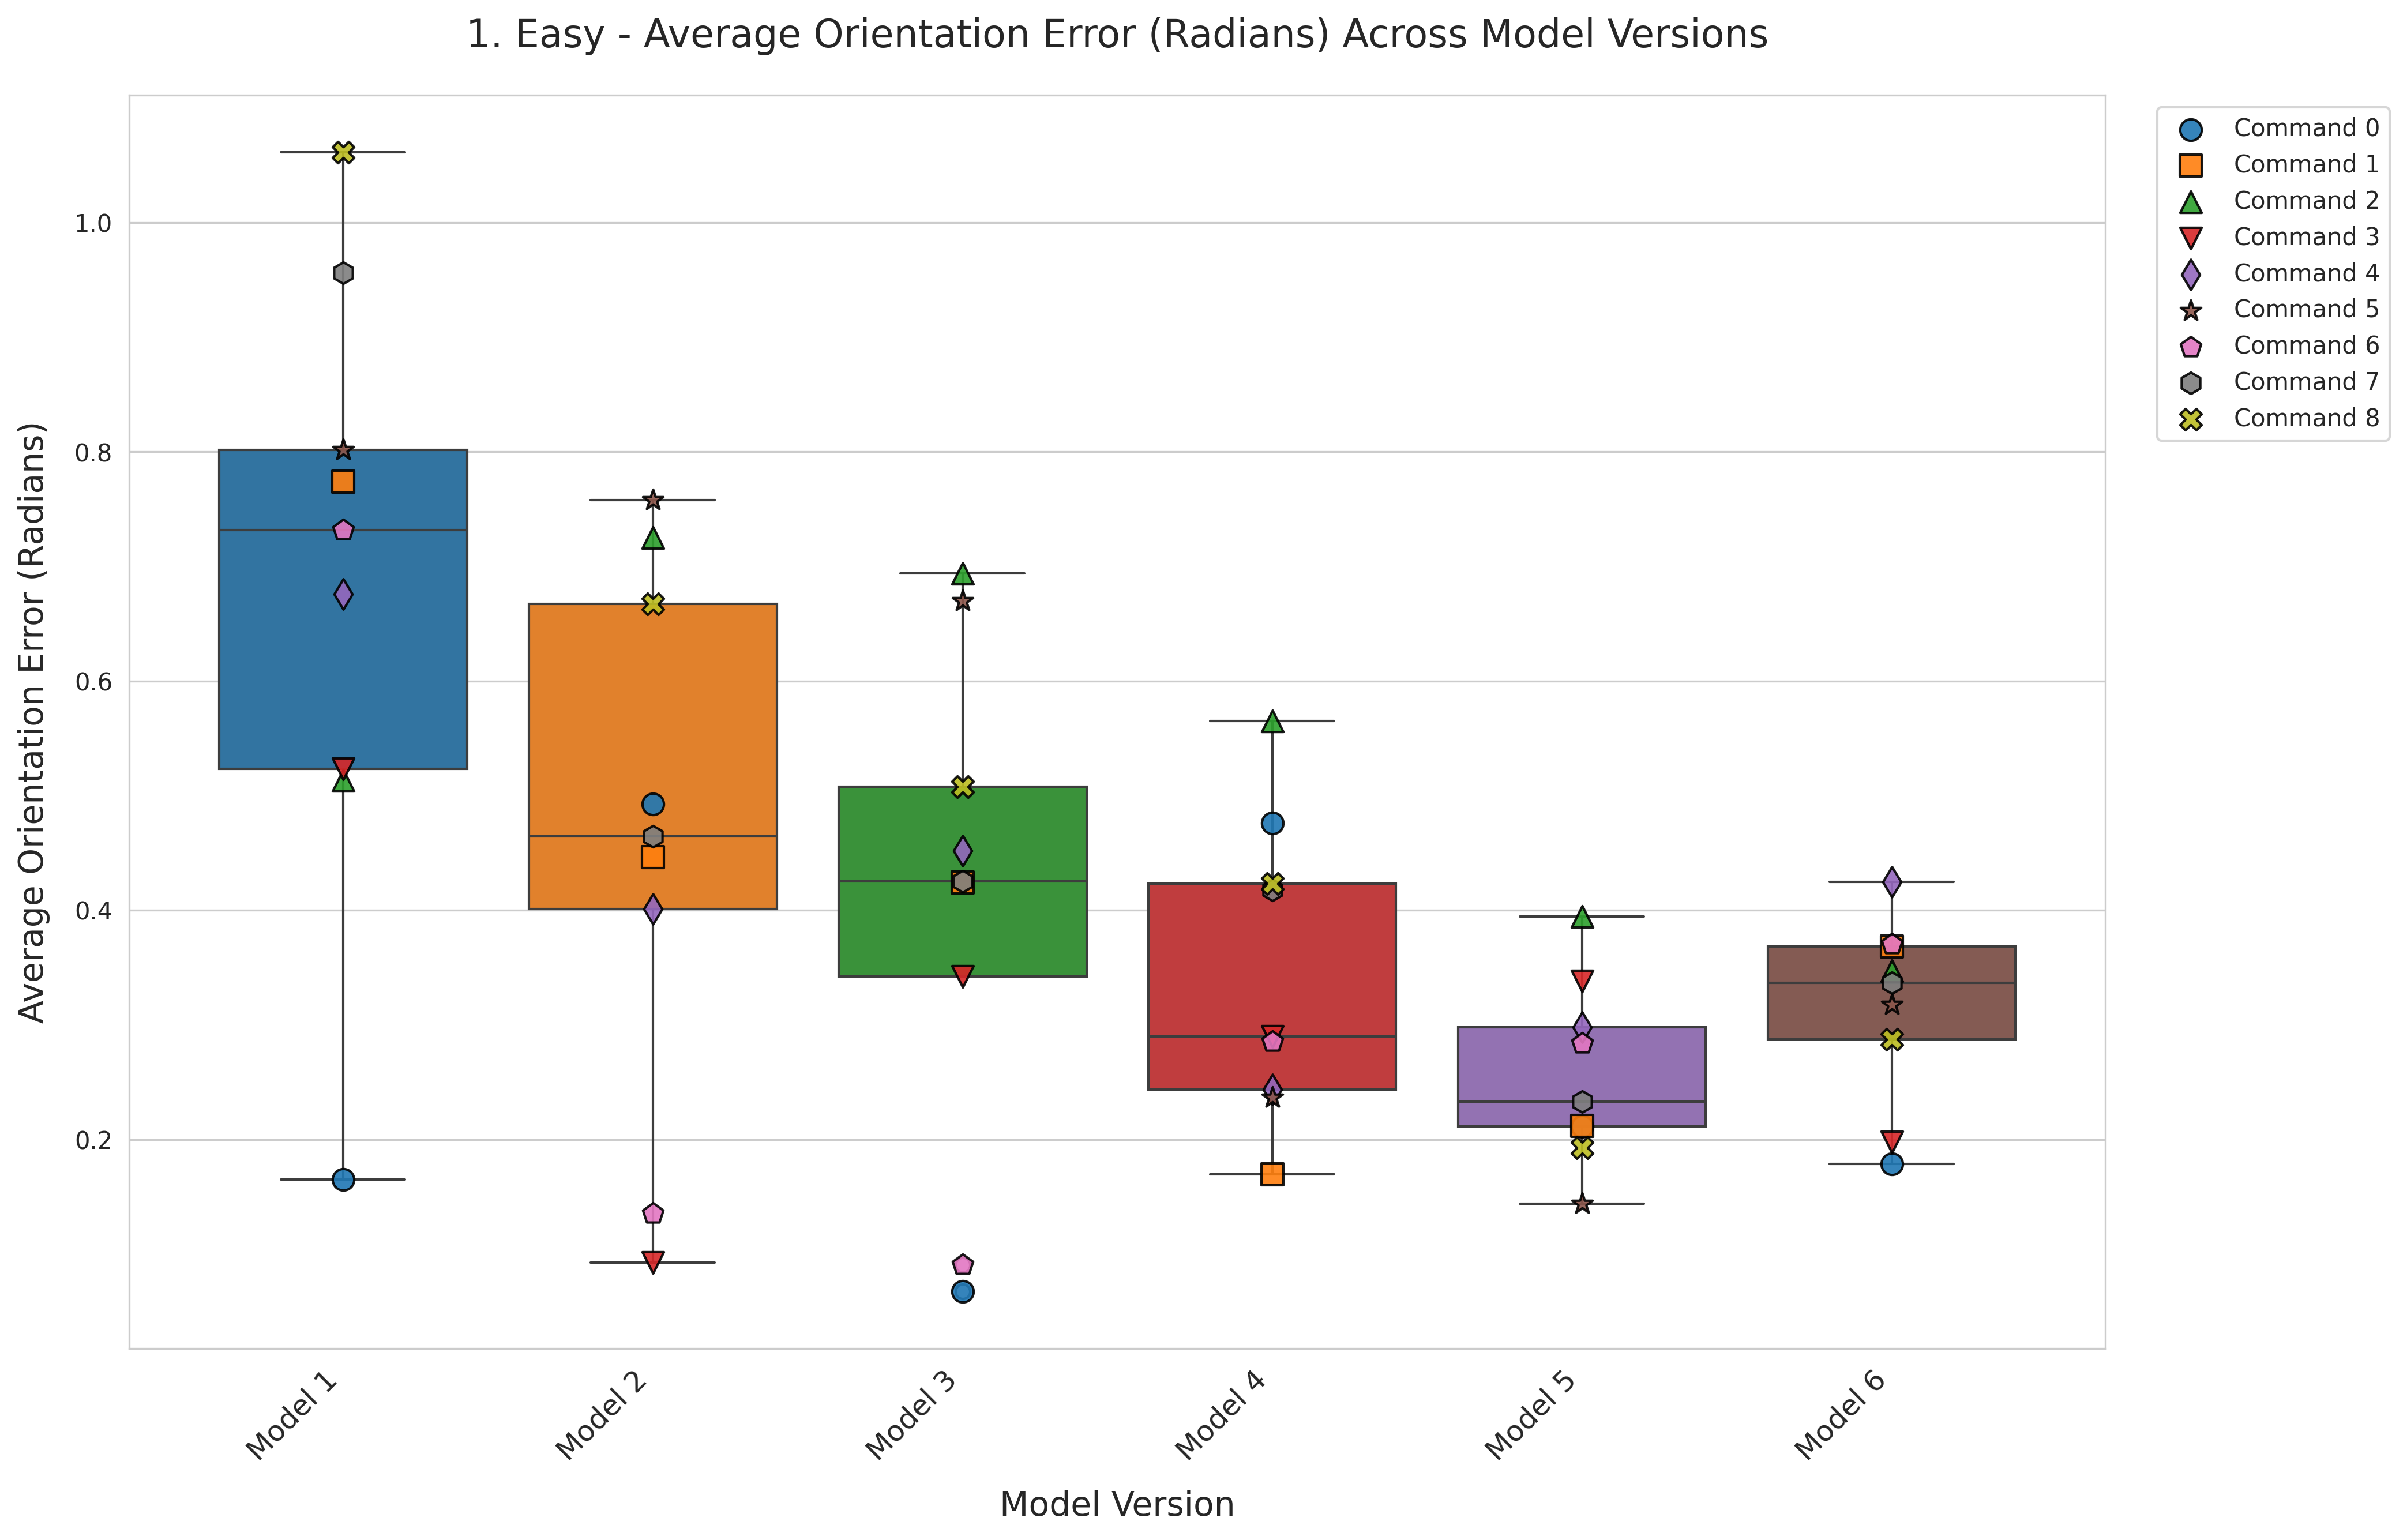 1. Easy - Average Orientation Error (Radians) Across Model Versions
Average Orientation Error (Radians)
1.0
0.8
0.6
0.4
0.2
Model 1
Model 2
Model 3
Model 4
Model 5
Model 6
Model Version
Command 0
Command 1
Command 2
Command 3
Command 4
Command 5
Command 6
Command 7
Command 8